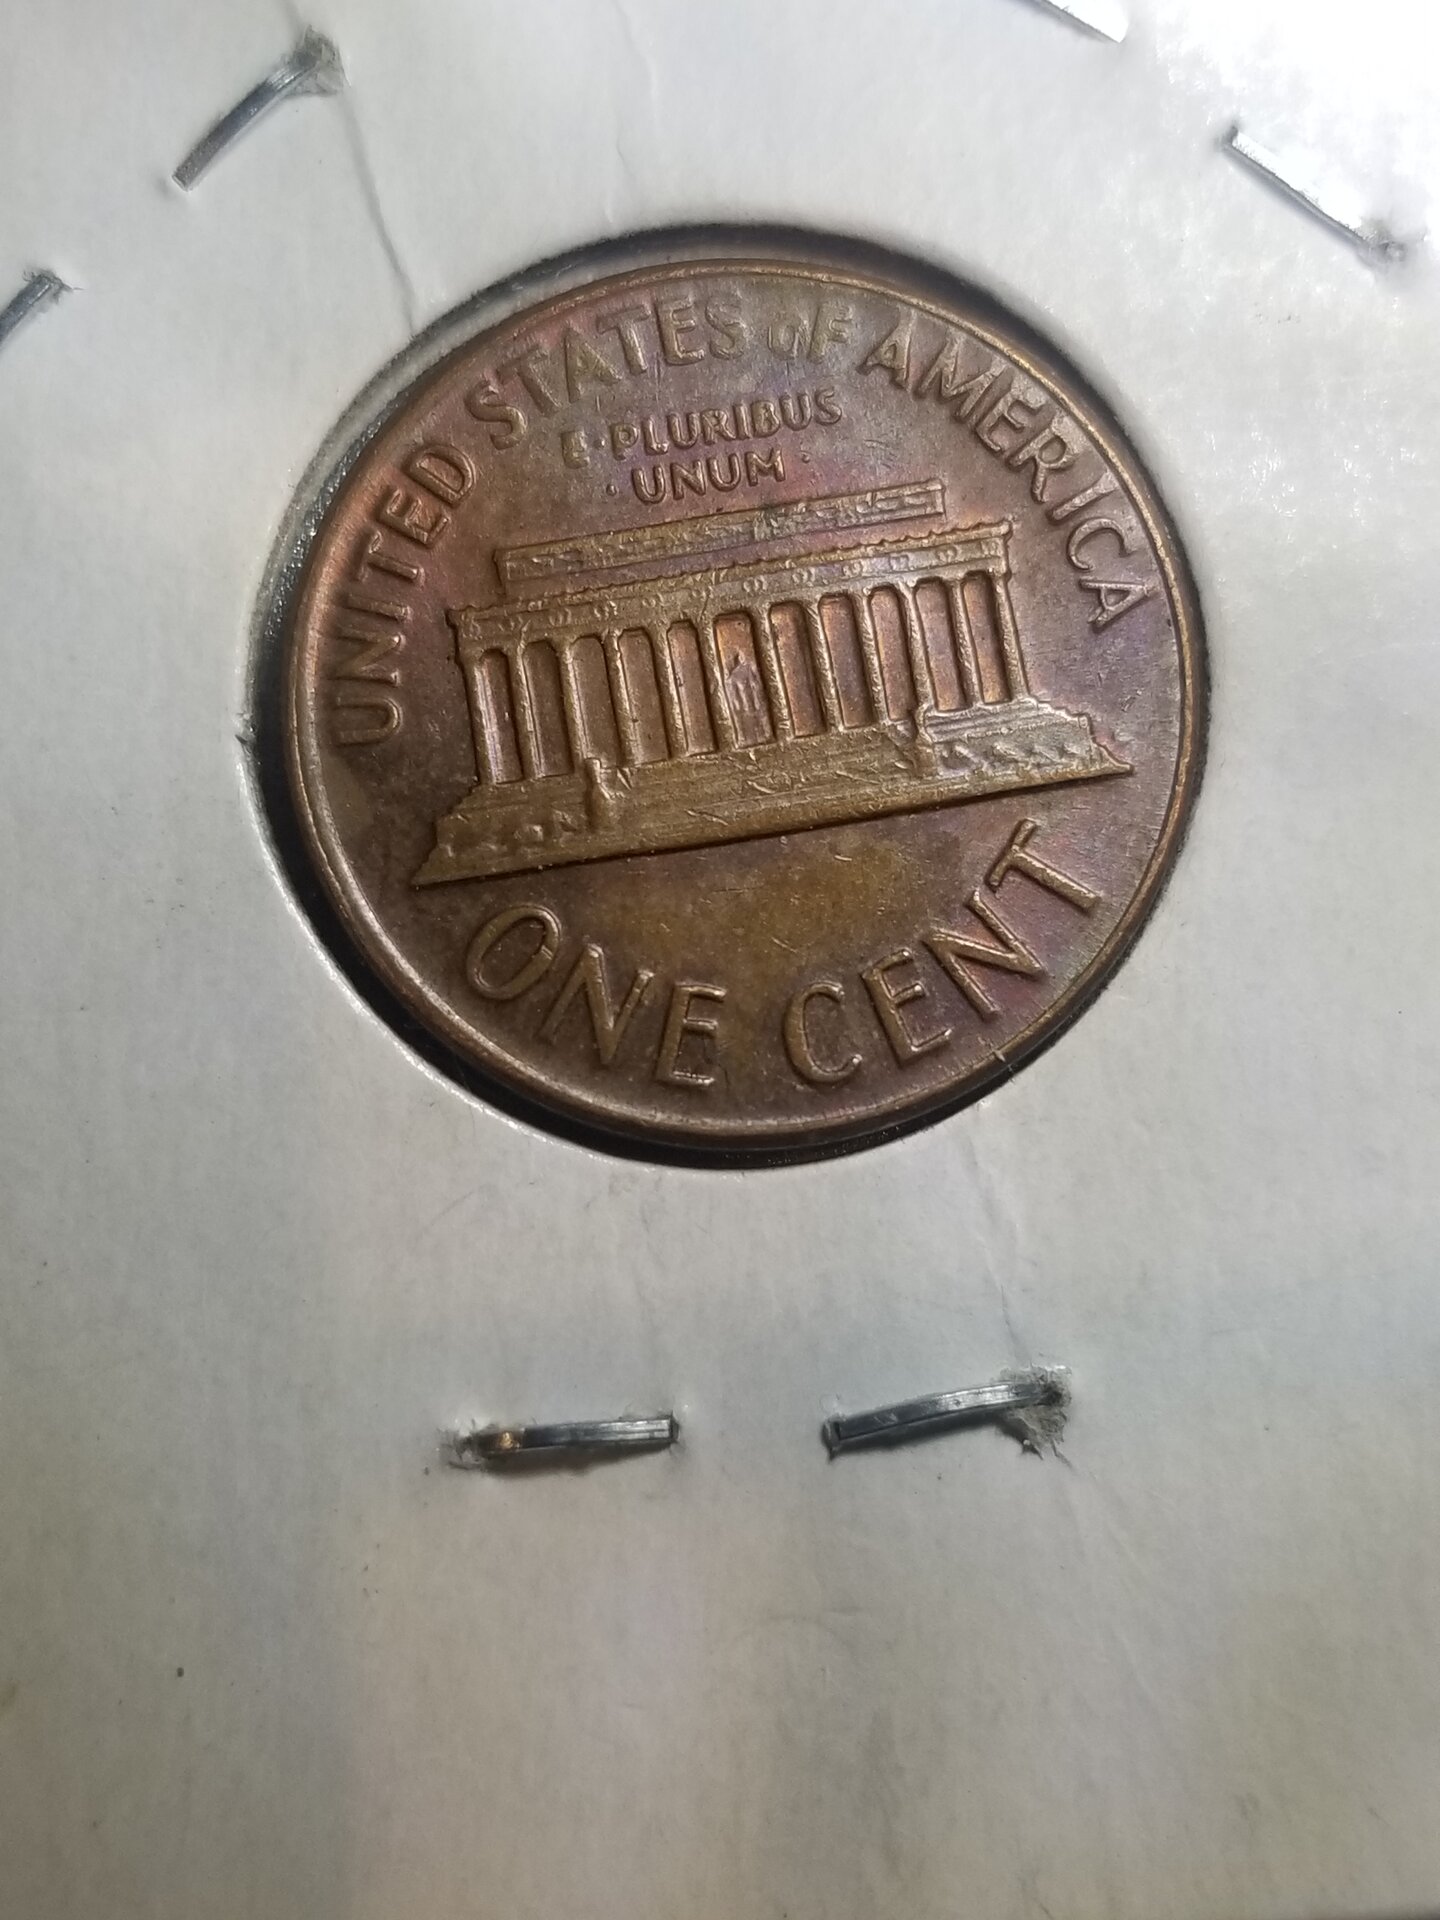 UNITED STATES OF AMERICA
E·PLURIBUS
·UNUM·
ONE CENT